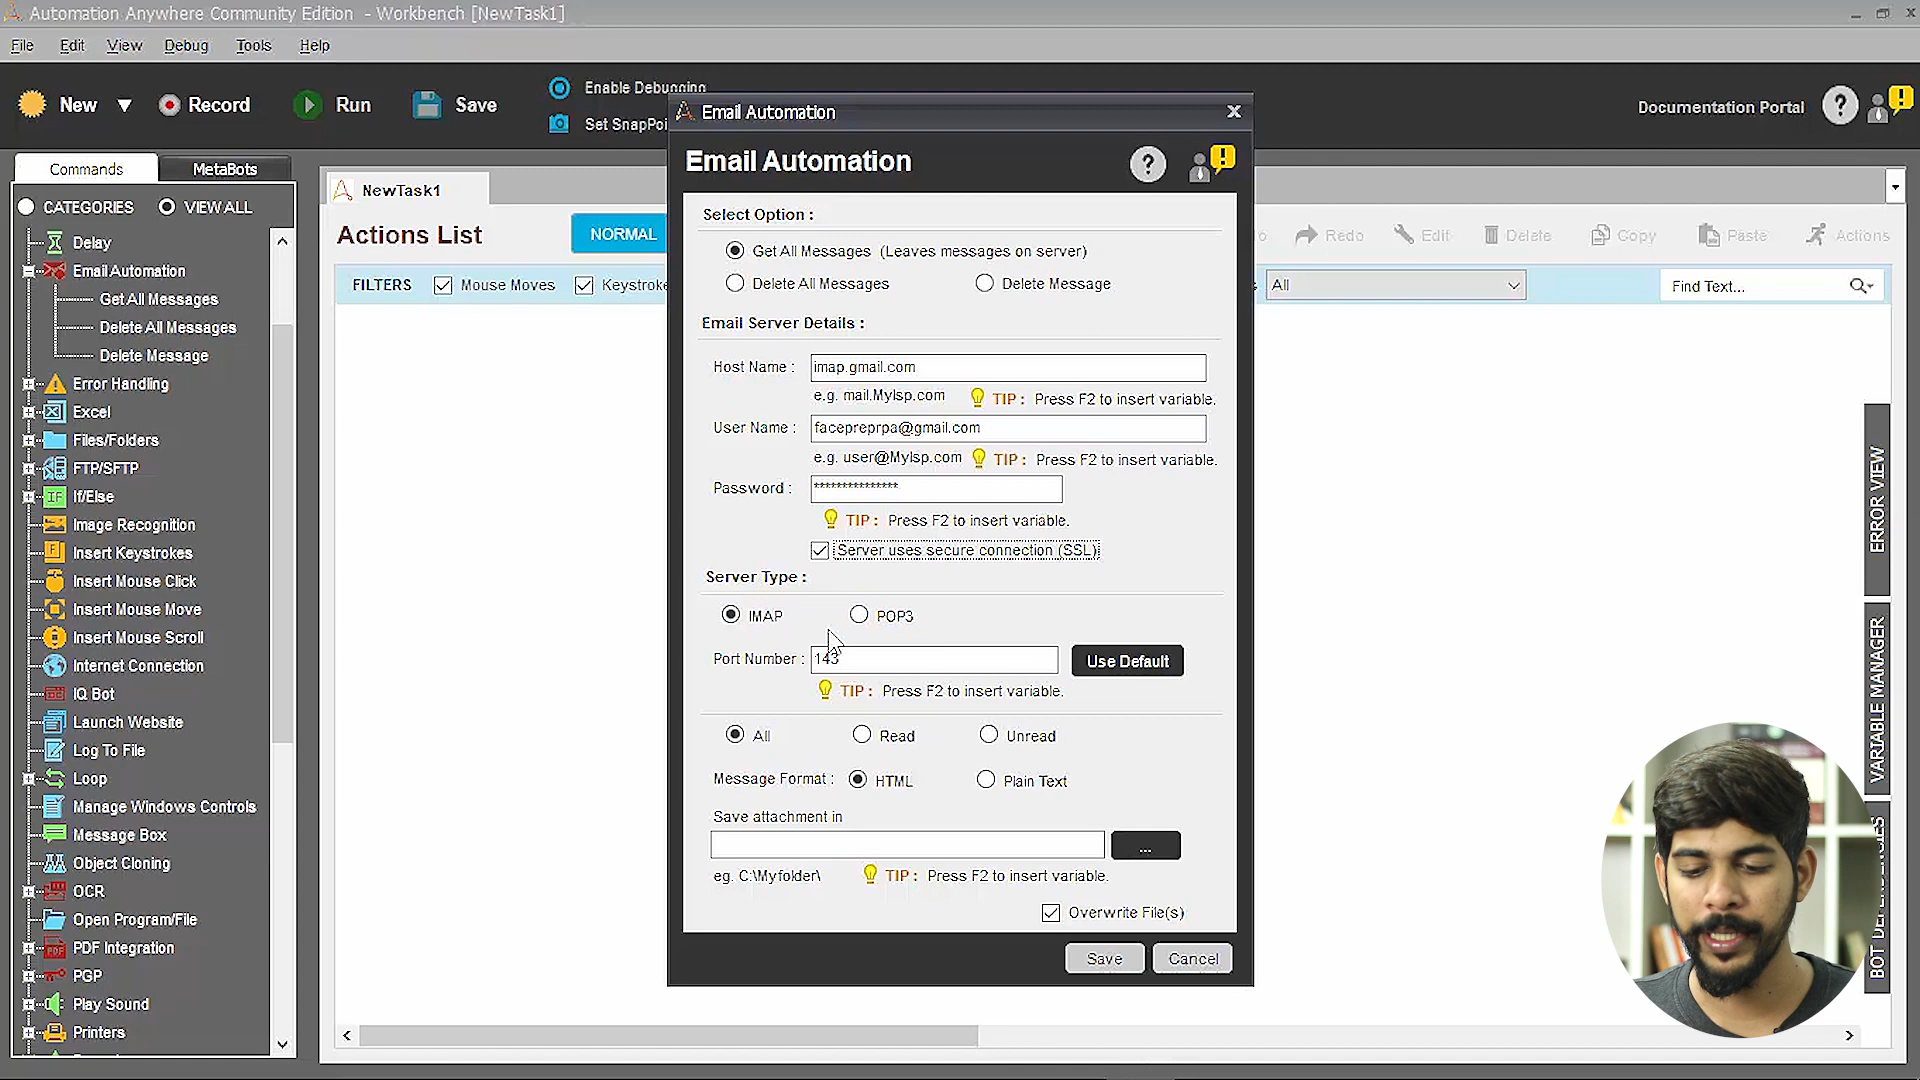 Automation Anywhere Community Edition - Workbench [NewTask1]
File Edit View Debug Tools Help
New Record Run Save
Enable Debugging
Set SnapPoi
Documentation Portal
Commands MetaBots
CATEGORIES VIEW ALL
Delay
Email Automation
Get All Messages
Delete All Messages
Delete Message
Error Handling
Excel
Files/Folders
FTP/SFTP
IF If/Else
Image Recognition
Insert Keystrokes
Insert Mouse Click
Insert Mouse Move
Insert Mouse Scroll
Internet Connection
IQ Bot
Launch Website
Log To File
Loop
Manage Windows Controls
Message Box
Object Cloning
OCR
Open Program/File
PDF Integration
PGP
Play Sound
Printers
NewTask1
Actions List NORMAL
Redo Edit Delete Copy Paste Actions
FILTERS Mouse Moves Keystroke
All
Find Text...
Email Automation
Email Automation
Select Option :
Get All Messages (Leaves messages on server)
Delete All Messages Delete Message
Email Server Details :
Host Name : imap.gmail.com
e.g. mail.MyIsp.com TIP : Press F2 to insert variable.
User Name : facepreprpa@gmail.com
e.g. user@MyIsp.com TIP : Press F2 to insert variable.
Password : ***************
TIP : Press F2 to insert variable.
Server uses secure connection (SSL)
Server Type :
IMAP POP3
Port Number : 143 Use Default
TIP : Press F2 to insert variable.
All Read Unread
Message Format : HTML Plain Text
Save attachment in
...
eg. C:\Myfolder\ TIP : Press F2 to insert variable.
Overwrite File(s)
Save Cancel
ERROR VIEW
VARIABLE MANAGER